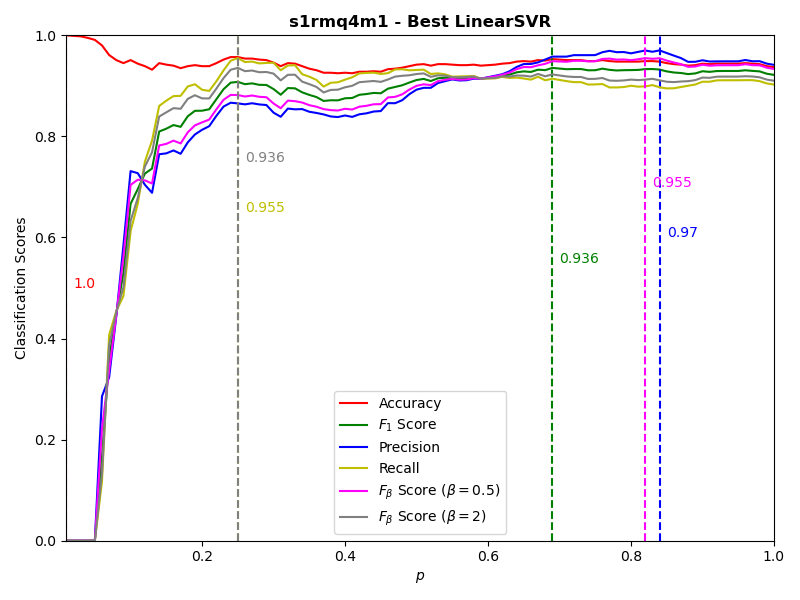 s1rmq4m1 - Best LinearSVR
Classification Scores
1.0
0.8
0.6
0.4
0.2
0.0
0.2
0.4
0.6
0.8
1.0
p
1.0
0.936
0.955
0.936
0.955
0.97
Accuracy
F₁ Score
Precision
Recall
Fᵦ Score (β = 0.5)
Fᵦ Score (β = 2)